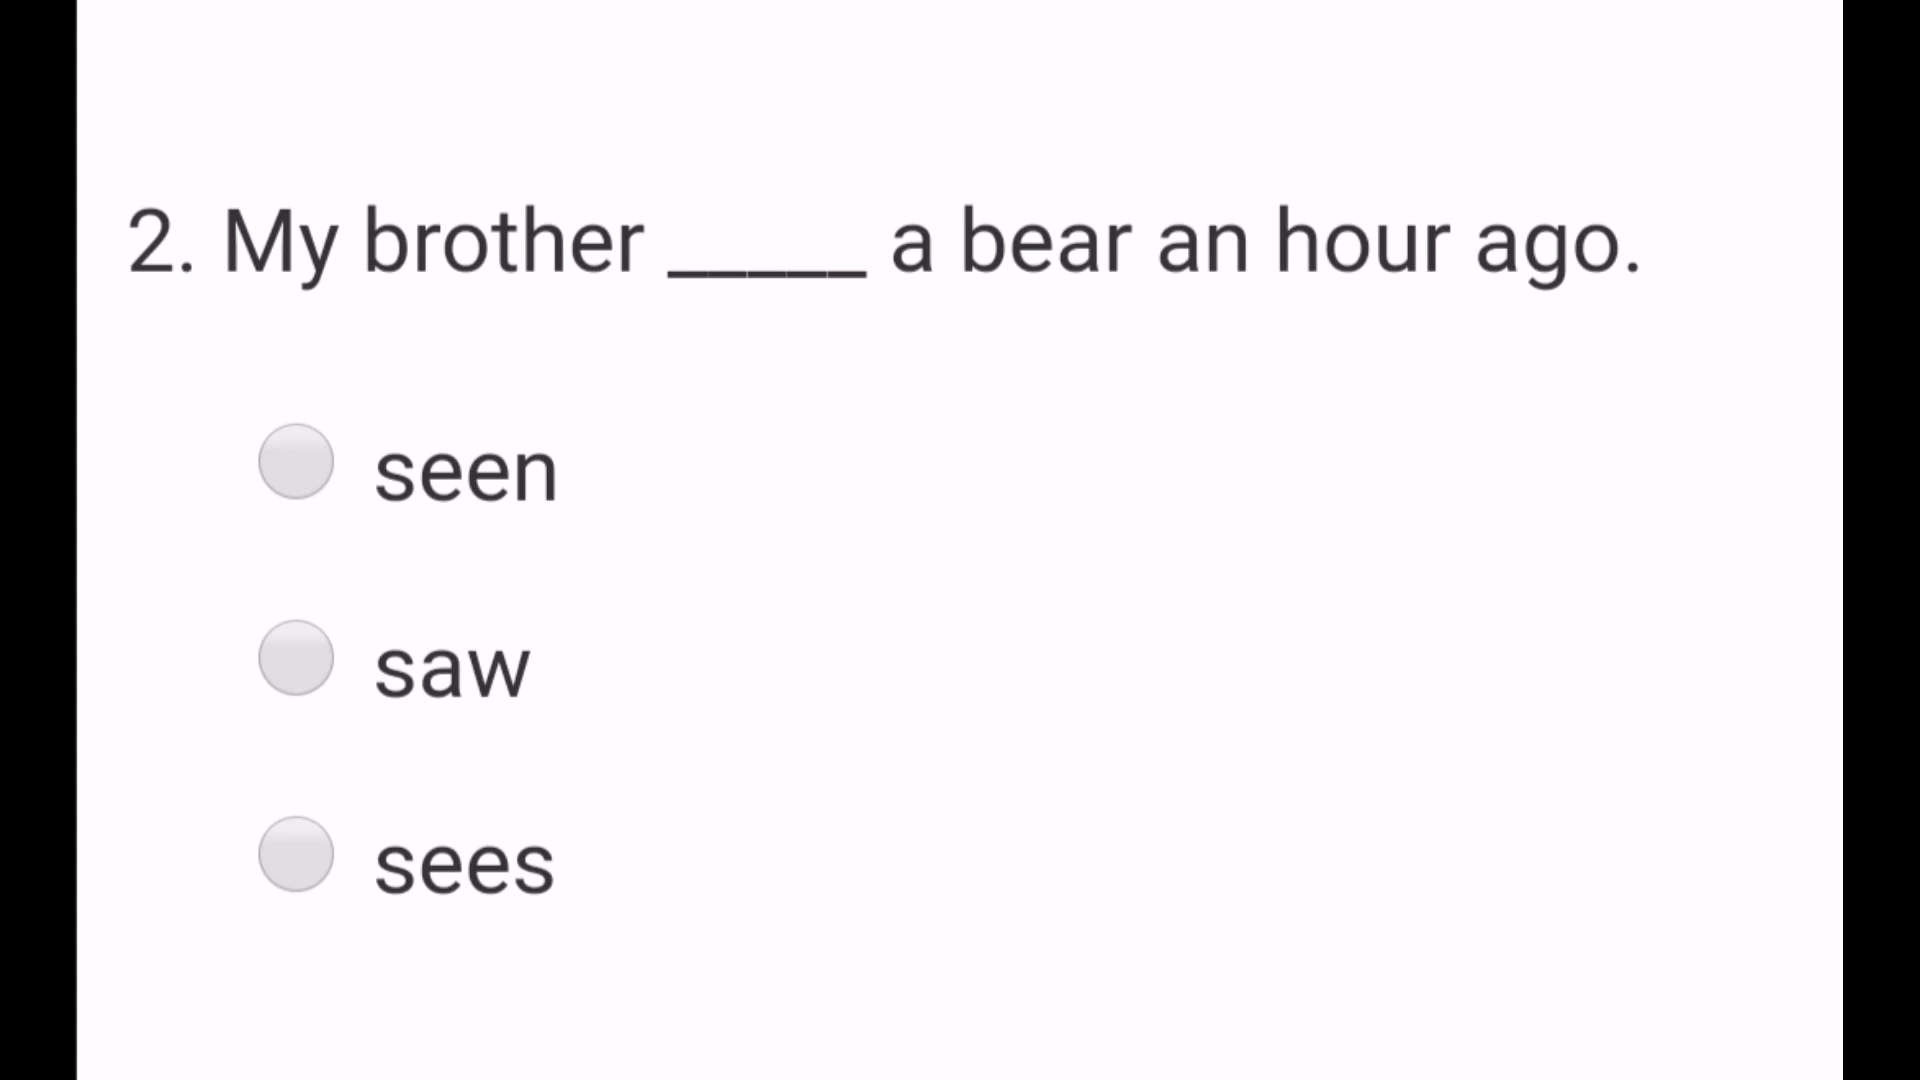 2. My brother _____ a bear an hour ago.
seen
saw
sees